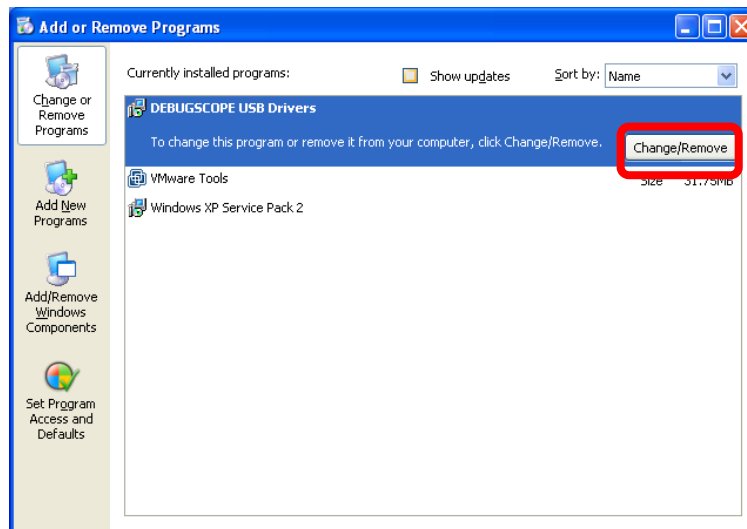 Add or Remove Programs
Change or
Remove
Programs
Currently installed programs:
Show updates
Sort by:
Name
DEBUGSCOPE USB Drivers
To change this program or remove it from your computer, click Change/Remove.
Change/Remove
VMware Tools
Size 31.75MB
Windows XP Service Pack 2
Add New
Programs
Add/Remove
Windows
Components
Set Program
Access and
Defaults